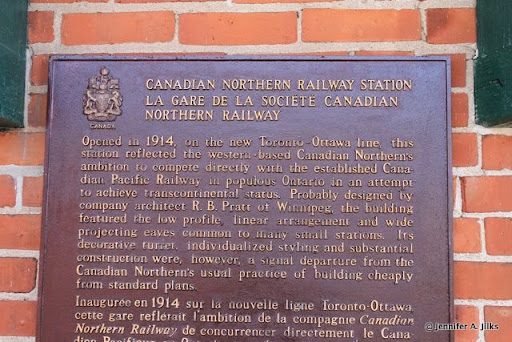 CANADIAN NORTHERN RAILWAY STATION
LA GARE DE LA SOCIETE CANADIAN
NORTHERN RAILWAY
CANADA
Opened in 1914, on the new Toronto-Ottawa line, this
station reflected the western-based Canadian Northern's
ambition to compete directly with the established Cana-
dian Pacific Railway in populous Ontario in an attempt
to achieve transcontinental status. Probably designed by
company architect R. B. Pratt of Winnipeg, the building
featured the low profile, linear arrangement and wide
projecting eaves common to many small stations. Its
decorative turret, individualized styling and substantial
construction were, however, a signal departure from the
Canadian Northern's usual practice of building cheaply
from standard plans.
Inaugurée en 1914 sur la nouvelle ligne Toronto-Ottawa,
cette gare reflétait l'ambition de la compagnie Canadian
Northern Railway de concurrencer directement le Cana-
dien Pacifique
©Jennifer A. Jilks